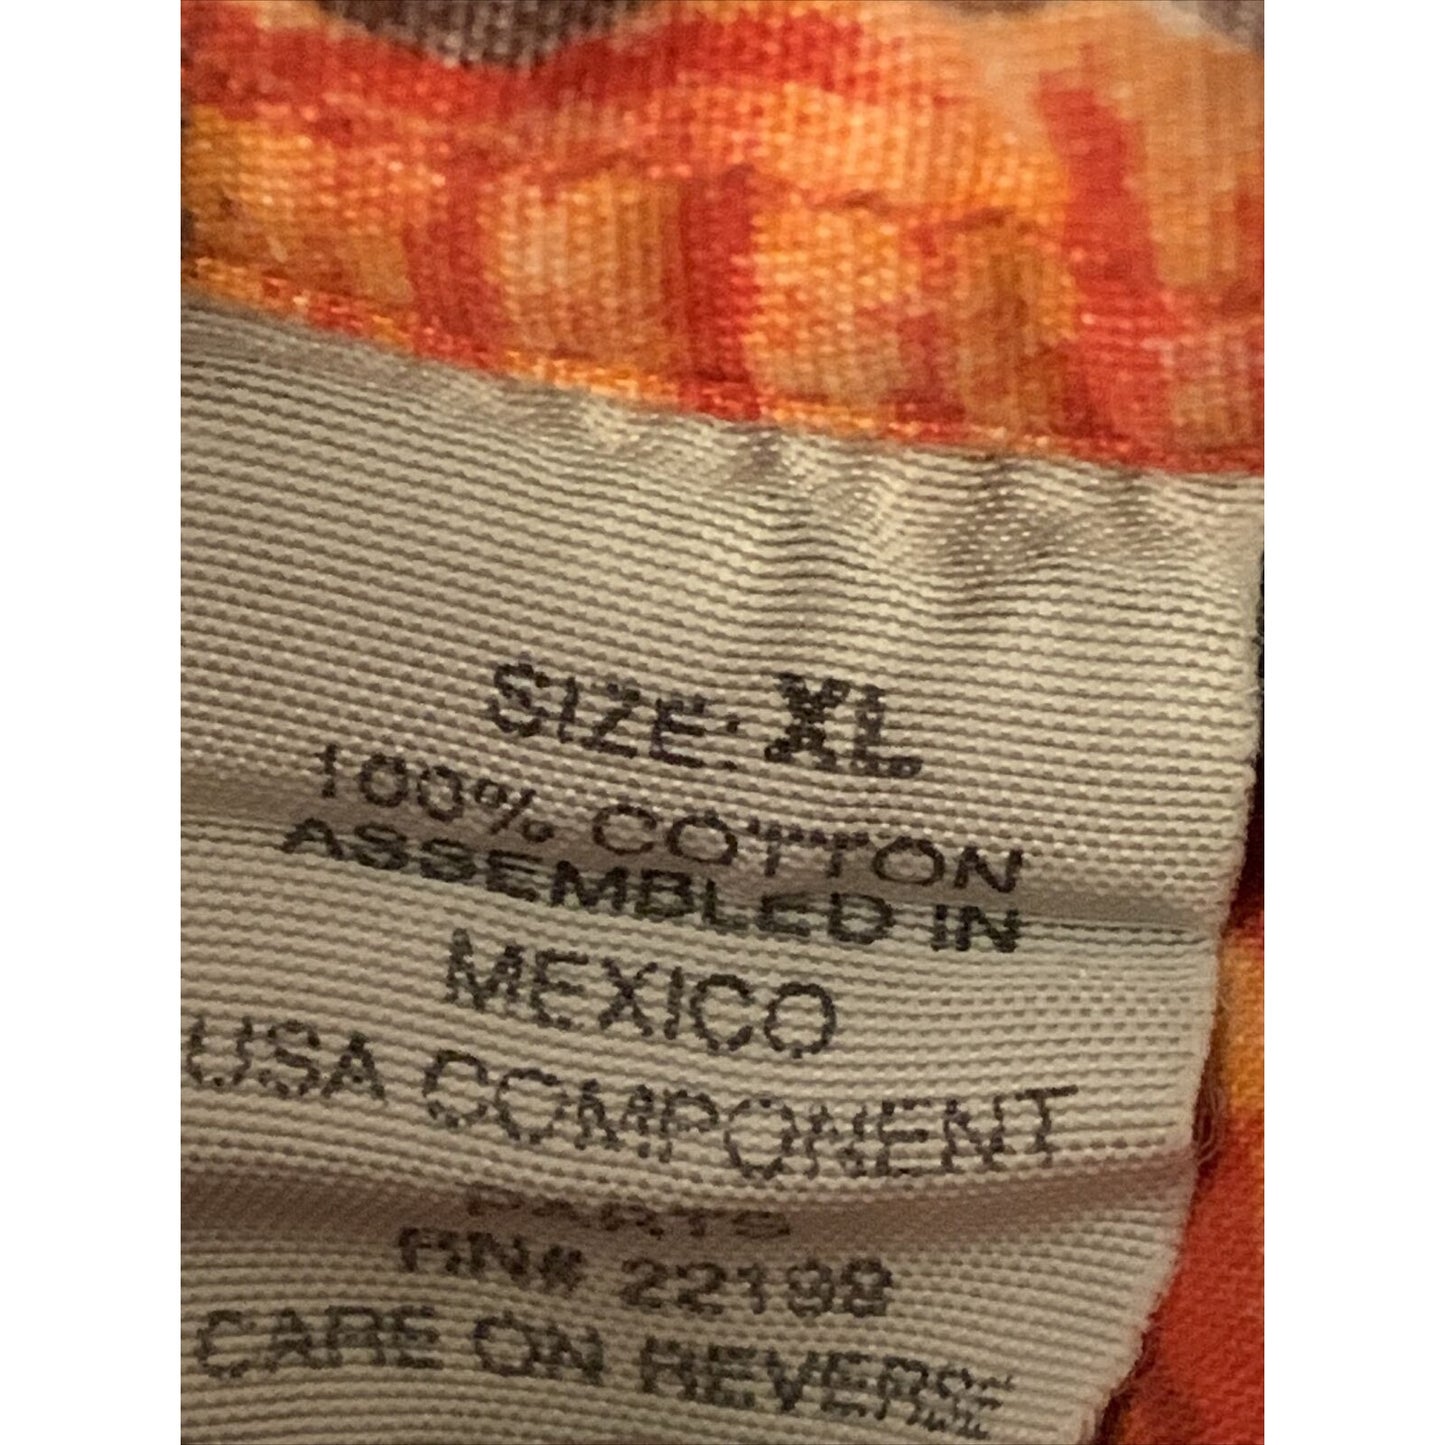 SIZE: XL
100% COTTON
ASSEMBLED IN
MEXICO
USA COMPONENT
PARTS
RN# 22198
CARE ON REVERSE